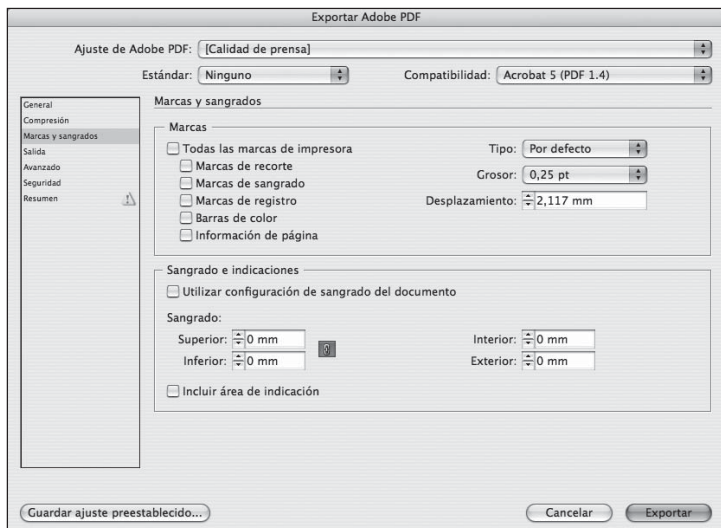 Exportar Adobe PDF
Ajuste de Adobe PDF: [Calidad de prensa]
Estándar: Ninguno
Compatibilidad: Acrobat 5 (PDF 1.4)
General
Compresión
Marcas y sangrados
Salida
Avanzado
Seguridad
Resumen
Marcas y sangrados
Marcas
Todas las marcas de impresora
Marcas de recorte
Marcas de sangrado
Marcas de registro
Barras de color
Información de página
Tipo: Por defecto
Grosor: 0,25 pt
Desplazamiento: 2,117 mm
Sangrado e indicaciones
Utilizar configuración de sangrado del documento
Sangrado:
Superior: 0 mm
Inferior: 0 mm
Interior: 0 mm
Exterior: 0 mm
Incluir área de indicación
Guardar ajuste preestablecido...
Cancelar
Exportar